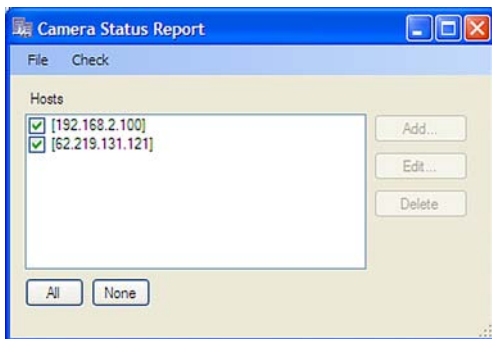 Camera Status Report
File Check
Hosts
[192.168.2.100]
[62.219.131.121]
Add...
Edit...
Delete
All None